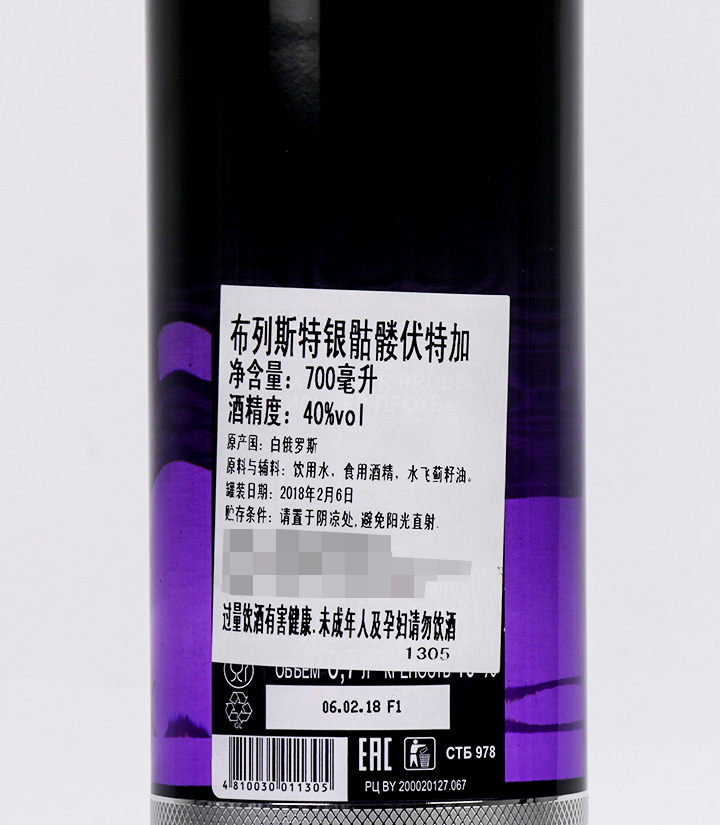 布列斯特银骷髅伏特加
净含量：700毫升
酒精度：40%vol
原产国：白俄罗斯
原料与辅料：饮用水，食用酒精，水飞蓟籽油。
罐装日期：2018年2月6日
贮存条件：请置于阴凉处,避免阳光直射.
过量饮酒有害健康.未成年人及孕妇请勿饮酒
1305
ОБЪЕМ 0,7л КРЕПОСТЬ
06.02.18 F1
EAC СТБ 978
4 810030 011305
РЦ BY 200020127.067